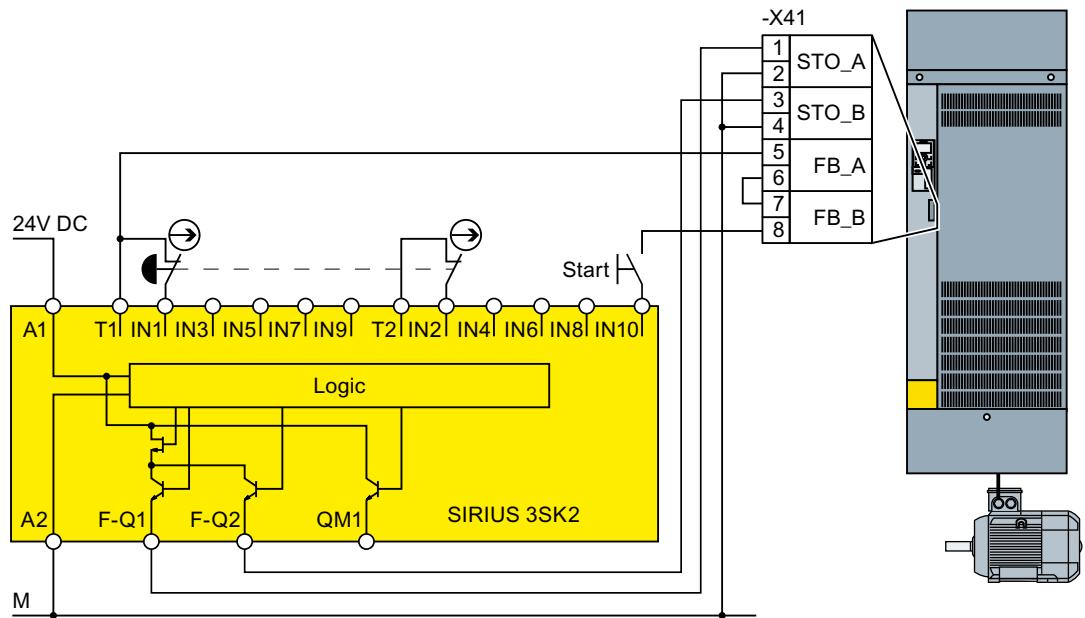 -X41
1
STO_A
2
3
STO_B
4
5
FB_A
6
7
FB_B
8
24V DC
Start
A1 T1 IN1 IN3 IN5 IN7 IN9 T2 IN2 IN4 IN6 IN8 IN10
Logic
A2 F-Q1 F-Q2 QM1 SIRIUS 3SK2
M